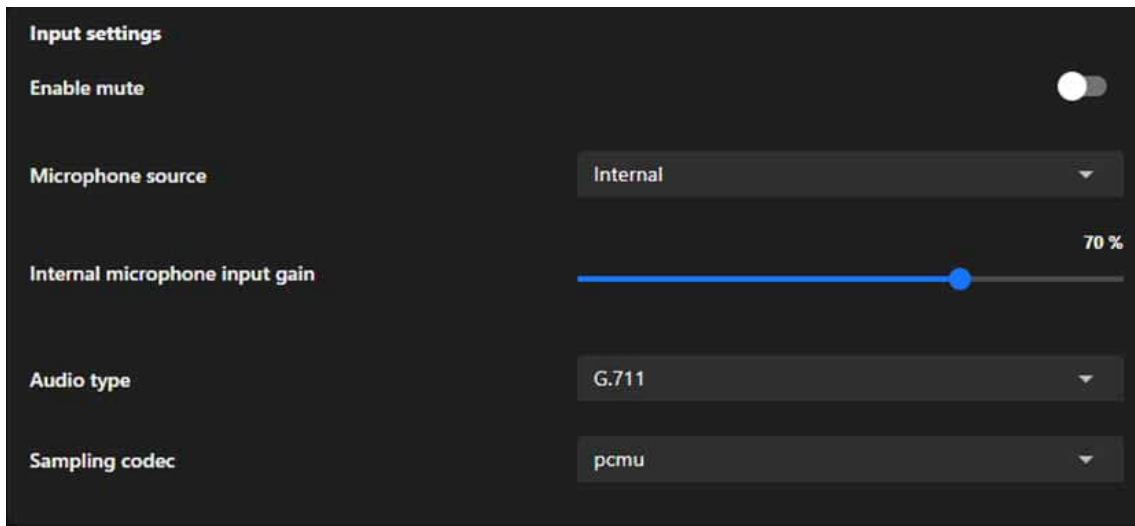 Input settings
Enable mute
Microphone source
Internal
70 %
Internal microphone input gain
Audio type
G.711
Sampling codec
pcmu